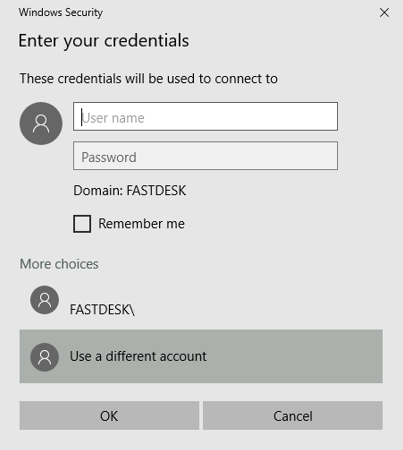 Windows Security
Enter your credentials
These credentials will be used to connect to
User name
Password
Domain: FASTDESK
Remember me
More choices
FASTDESK\
Use a different account
OK
Cancel